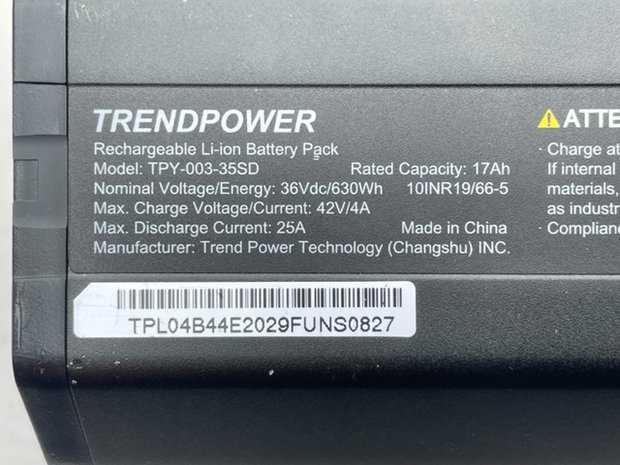 TRENDPOWER
Rechargeable Li-ion Battery Pack
Model: TPY-003-35SD Rated Capacity: 17Ah
Nominal Voltage/Energy: 36Vdc/630Wh 10INR19/66-5
Max. Charge Voltage/Current: 42V/4A
Max. Discharge Current: 25A Made in China
Manufacturer: Trend Power Technology (Changshu) INC.
TPL04B44E2029FUNS0827
ATTE
· Charge at
If internal
materials,
as industr
· Complianc